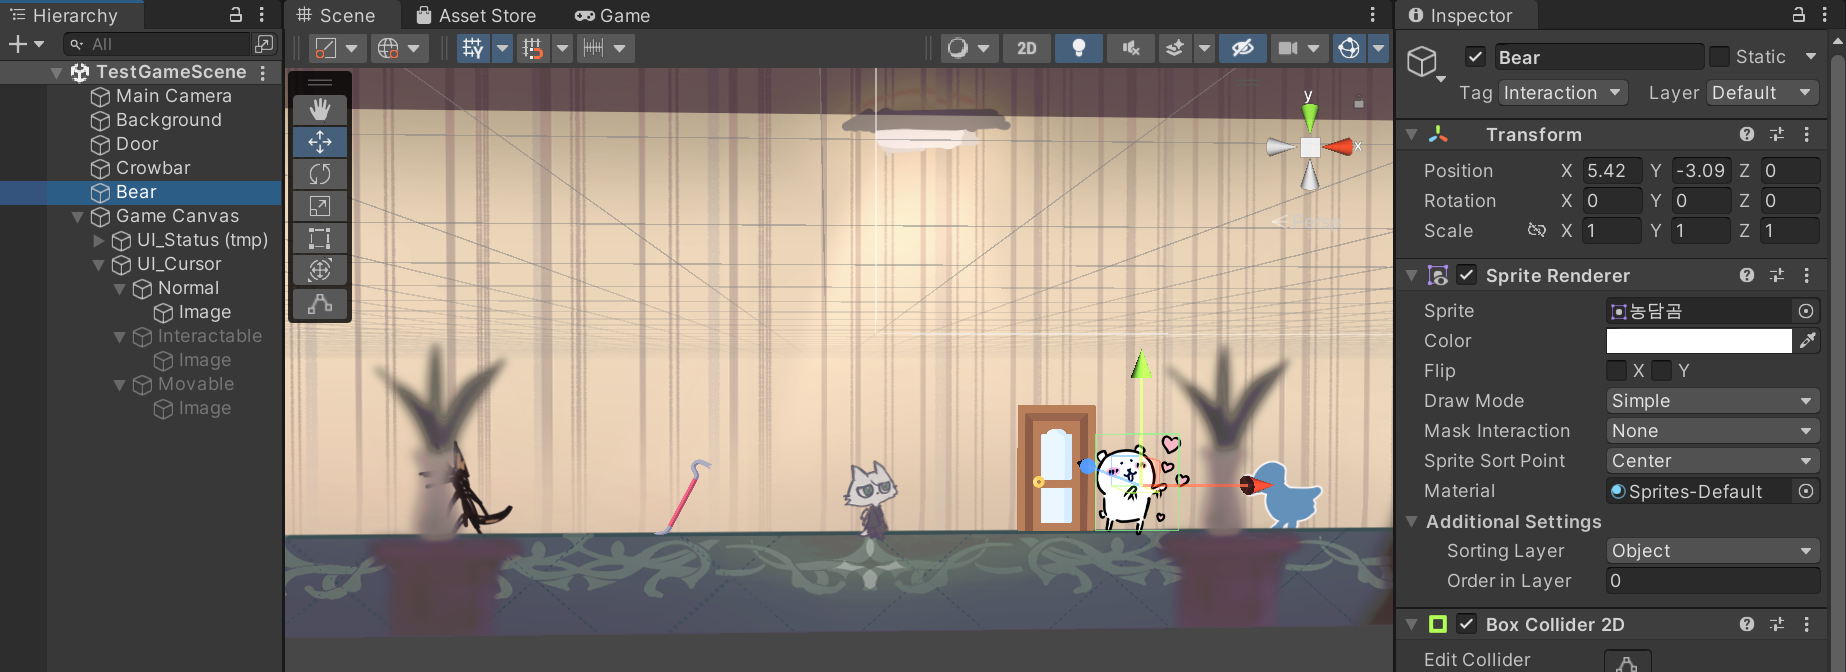 Hierarchy
All
TestGameScene
Main Camera
Background
Door
Crowbar
Bear
Game Canvas
UI_Status (tmp)
UI_Cursor
Normal
Image
Interactable
Image
Movable
Image
Scene
Asset Store
Game
Y
2D
y
x
Inspector
Bear
Static
Tag
Interaction
Layer
Default
Transform
Position X 5.42 Y -3.09 Z 0
Rotation X 0 Y 0 Z 0
Scale X 1 Y 1 Z 1
Sprite Renderer
Sprite 농담곰
Color
Flip X Y
Draw Mode Simple
Mask Interaction None
Sprite Sort Point Center
Material Sprites-Default
Additional Settings
Sorting Layer Object
Order in Layer 0
Box Collider 2D
Edit Collider